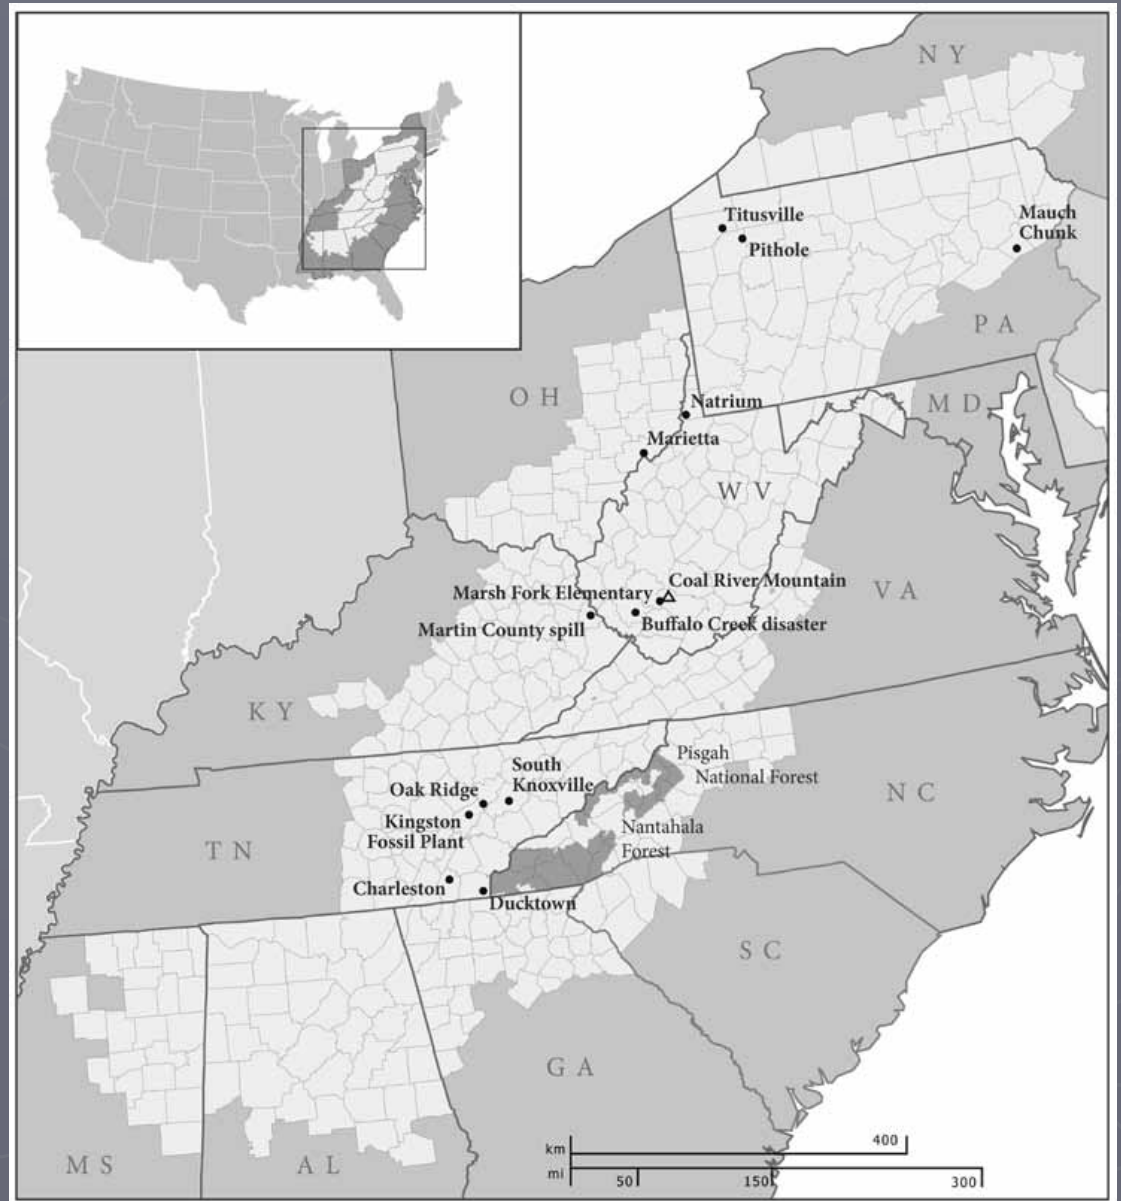 NY
Titusville
Pithole
Mauch
Chunk
PA
OH
Natrium
MD
Marietta
WV
Coal River Mountain
Marsh Fork Elementary
VA
Buffalo Creek disaster
Martin County spill
KY
Pisgah
National Forest
South
Knoxville
Oak Ridge
NC
Kingston
Fossil Plant
Nantahala
Forest
TN
Charleston
Ducktown
SC
GA
MS
AL
km 400
mi 50 150 300